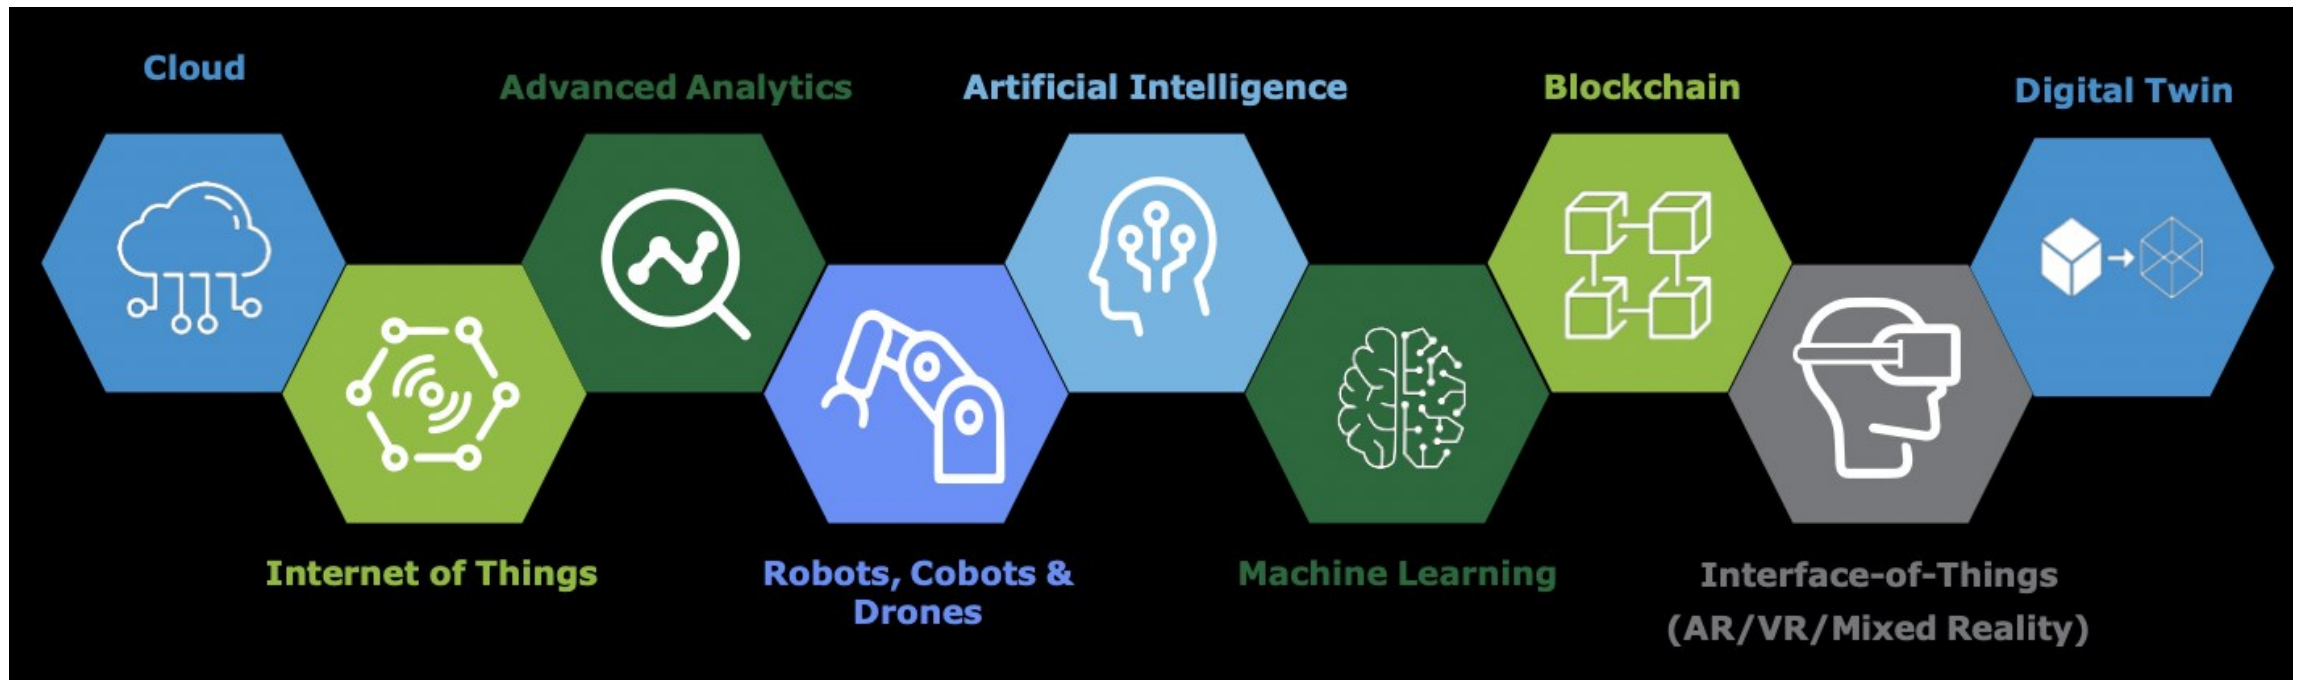 Cloud
Internet of Things
Advanced Analytics
Robots, Cobots &
Drones
Artificial Intelligence
Machine Learning
Blockchain
Interface-of-Things
(AR/VR/Mixed Reality)
Digital Twin